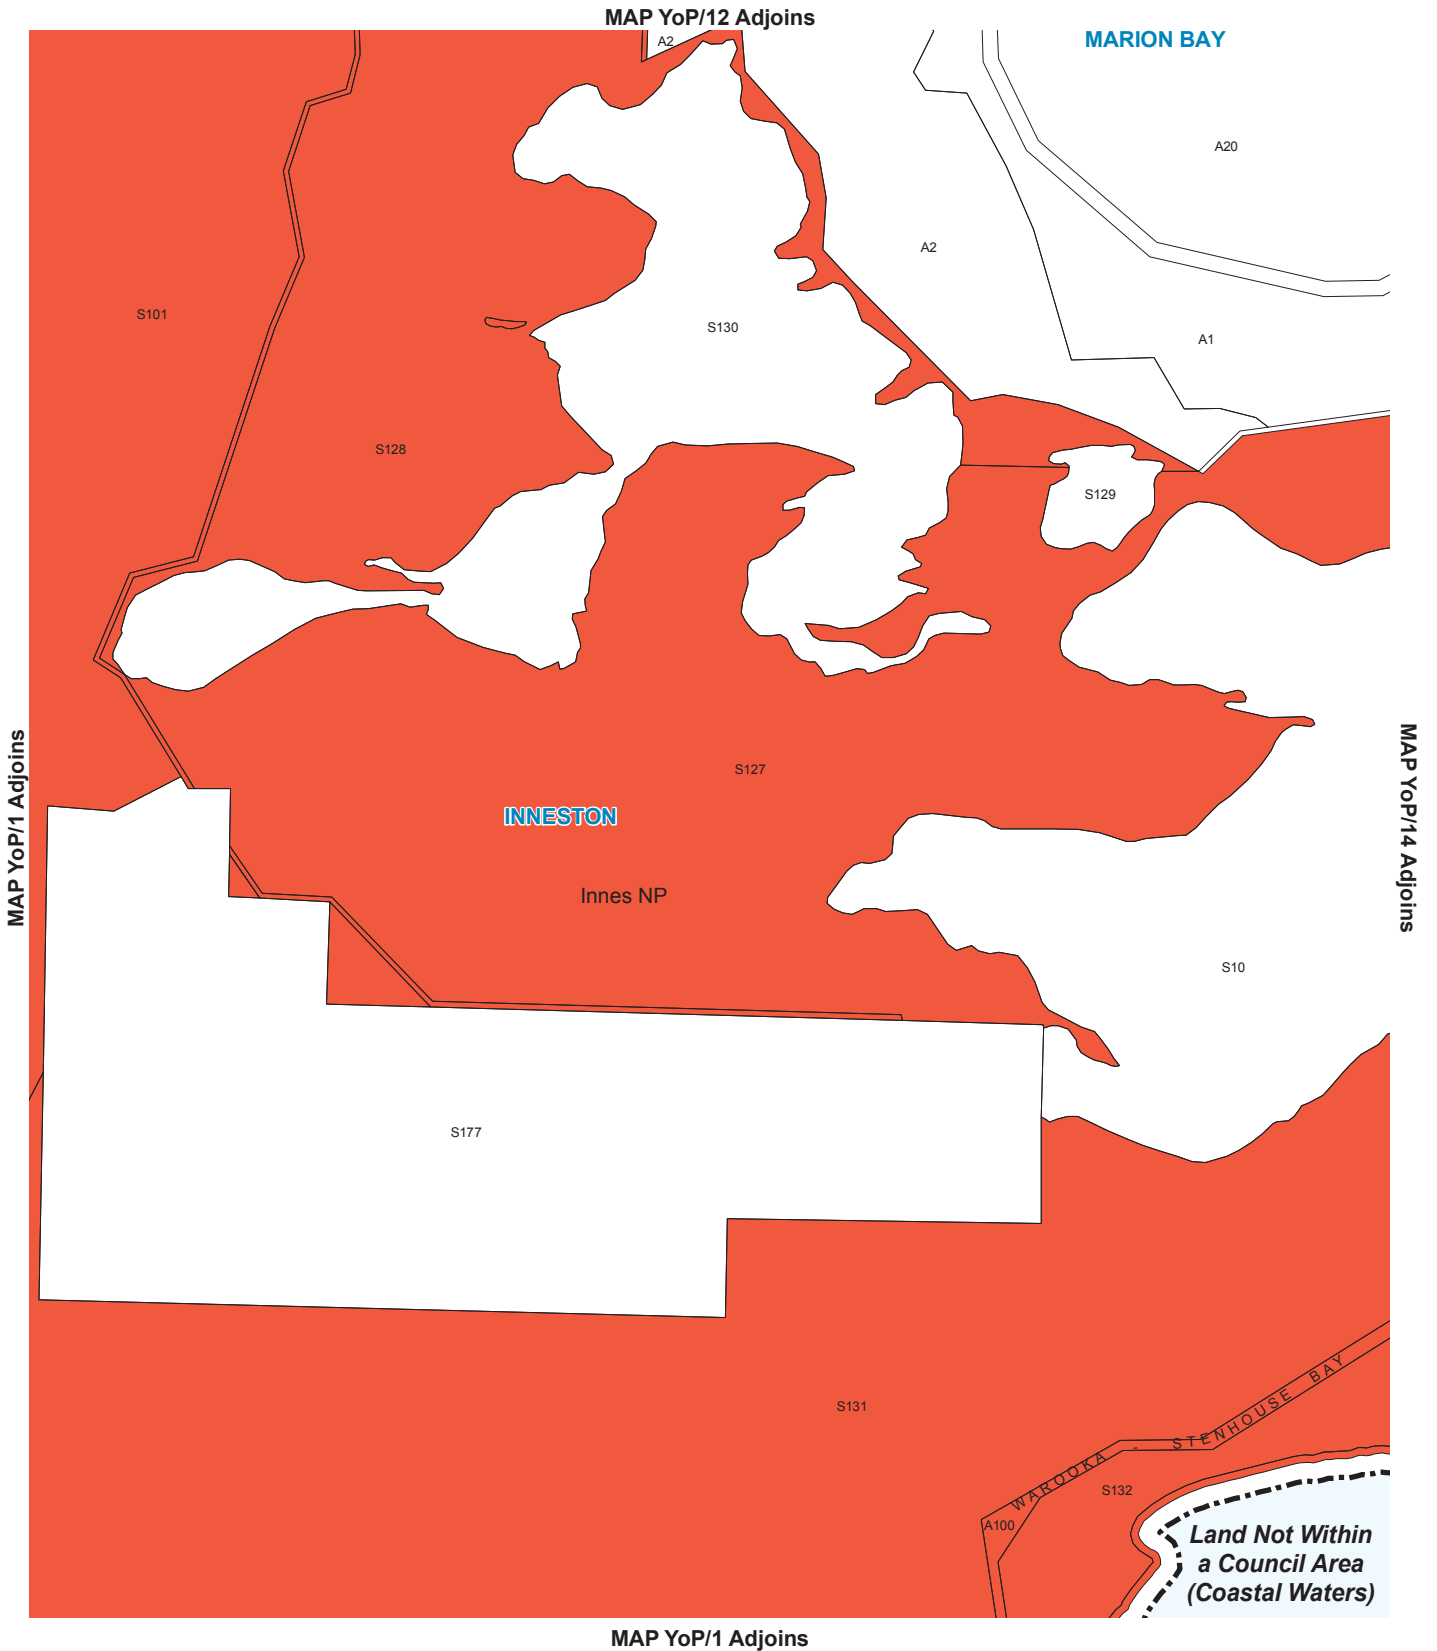 MAP YoP/12 Adjoins
A2
MARION BAY
A20
A2
S101
S130
A1
S128
S129
MAP YoP/1 Adjoins
S127
MAP YoP/14 Adjoins
INNESTON
Innes NP
S10
S177
S131
WAROOKA - STENHOUSE BAY
S132
A100
Land Not Within
a Council Area
(Coastal Waters)
MAP YoP/1 Adjoins